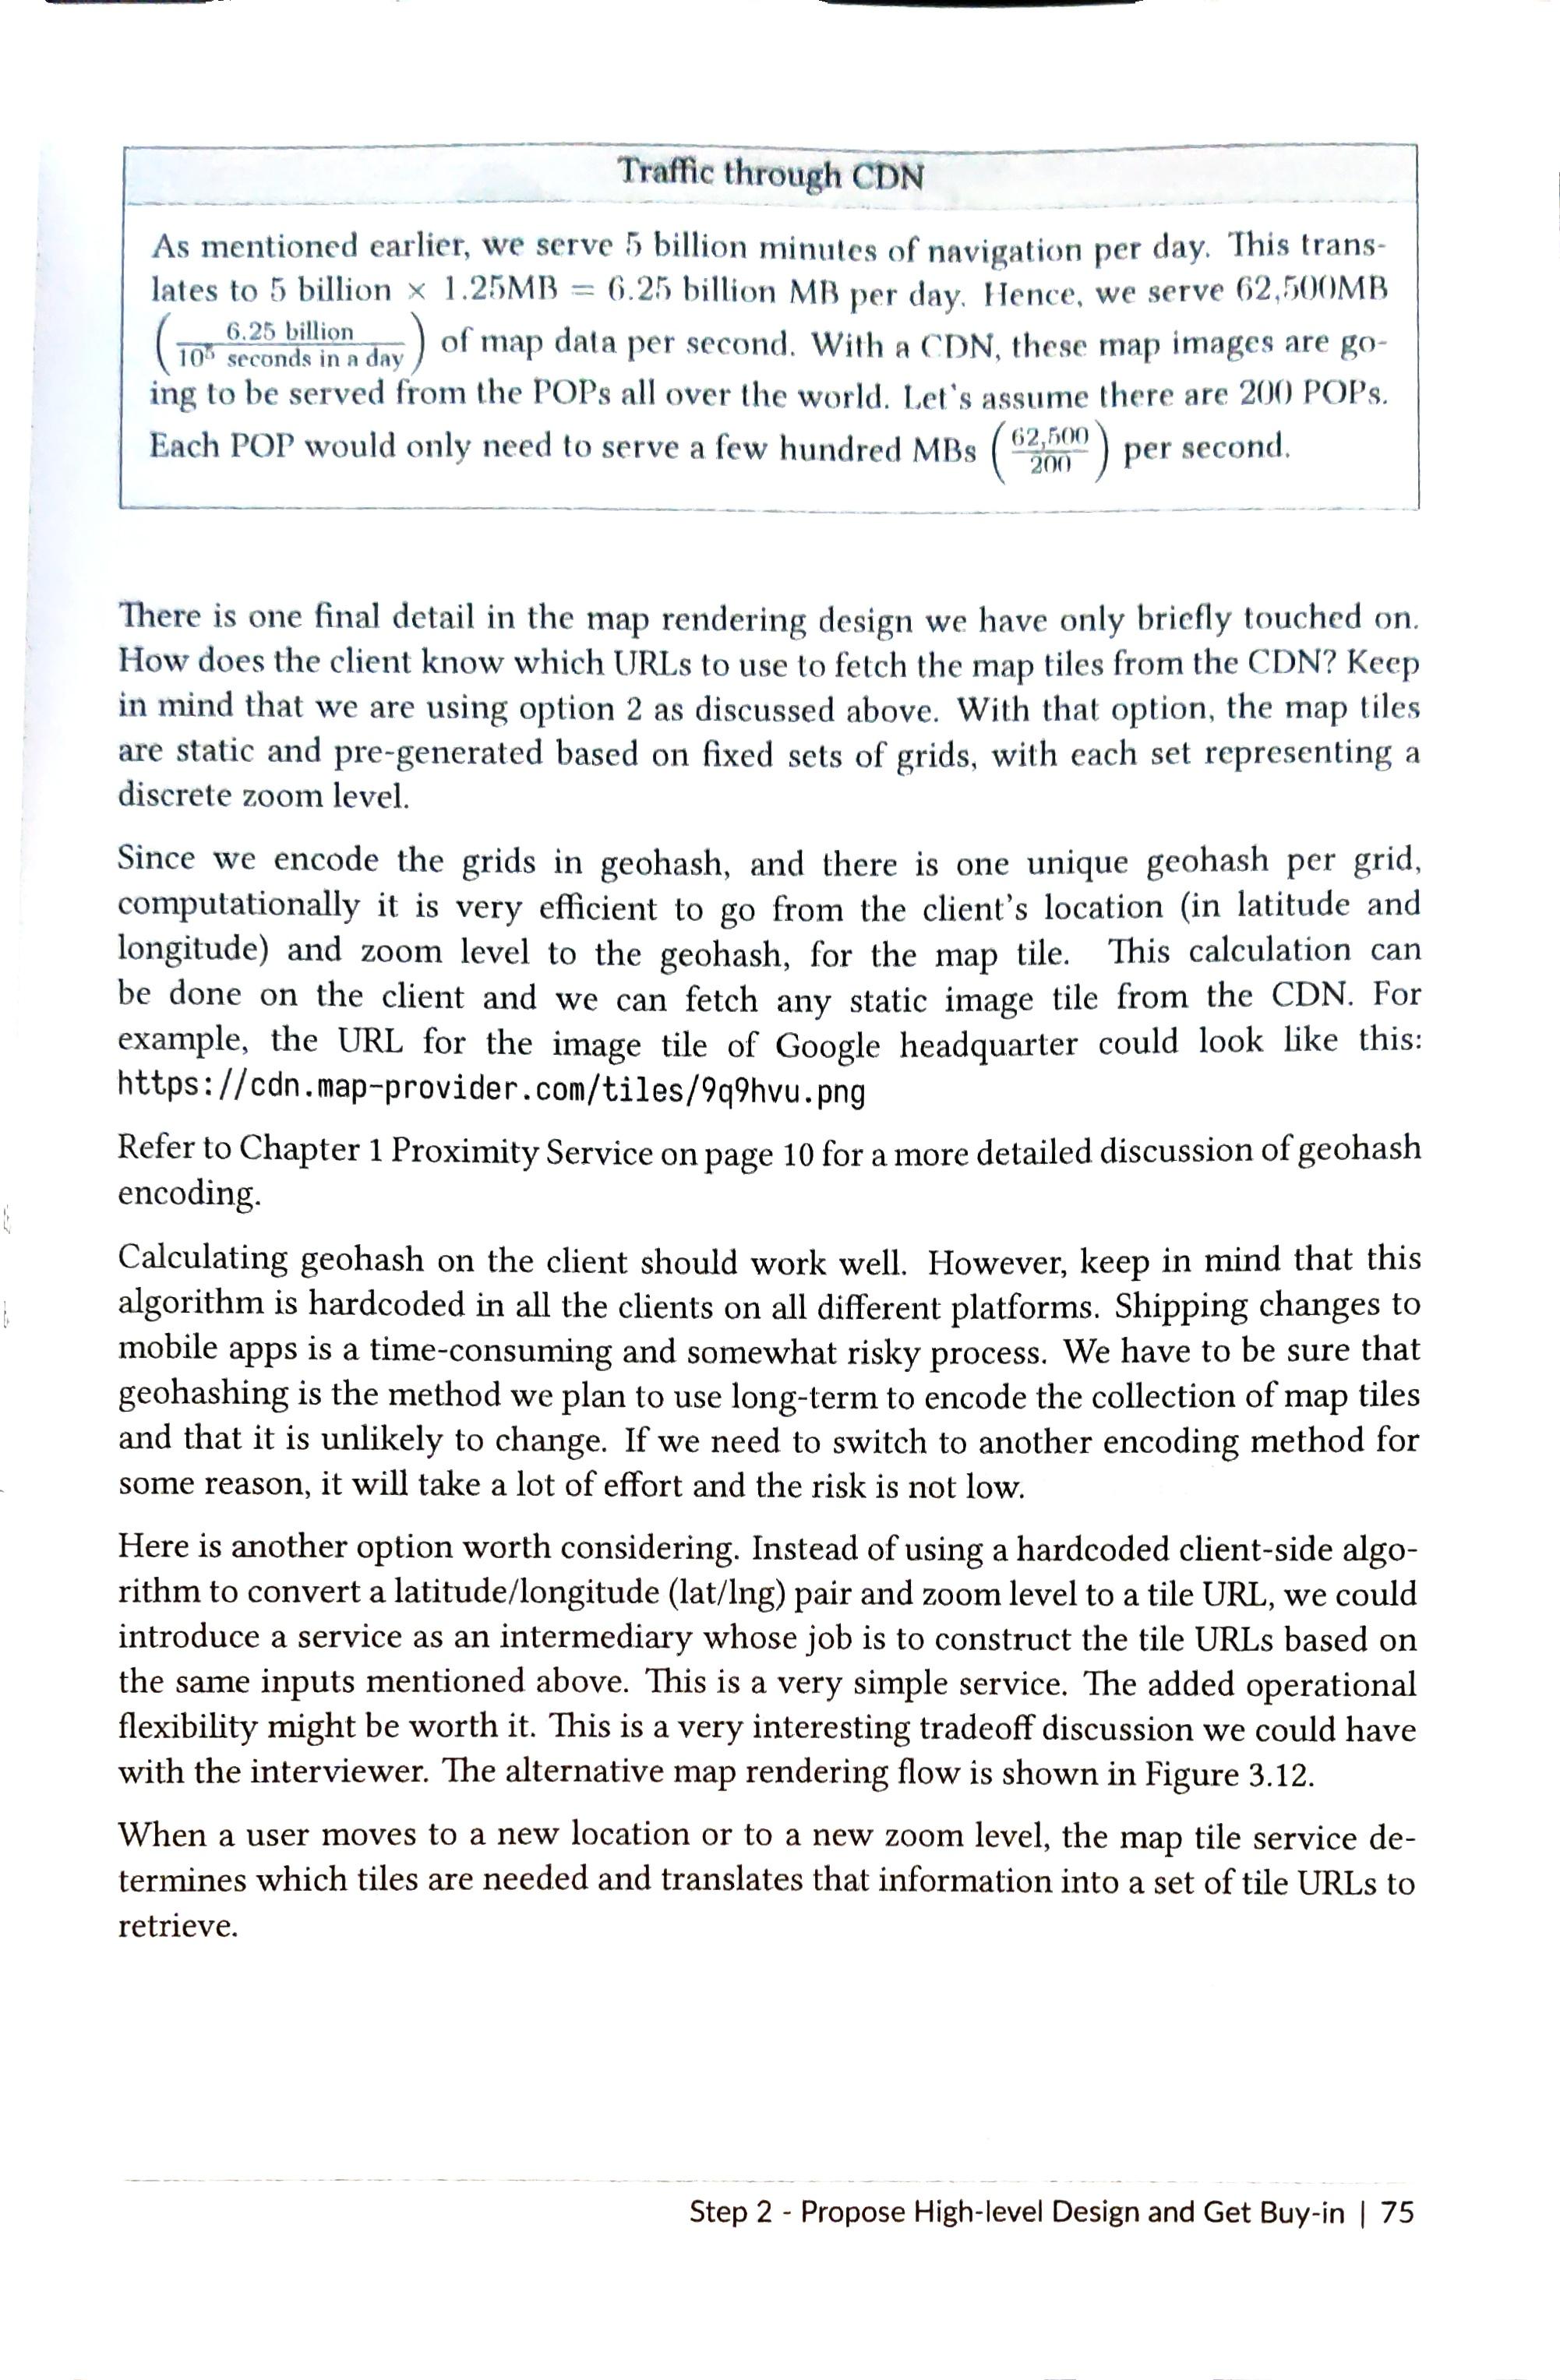 Traffic through CDN
As mentioned earlier, we serve 5 billion minutes of navigation per day. This trans-
lates to 5 billion × 1.25MB = 6.25 billion MB per day. Hence, we serve 62,500MB
(6.25 billion / 10⁵ seconds in a day) of map data per second. With a CDN, these map images are go-
ing to be served from the POPs all over the world. Let's assume there are 200 POPs.
Each POP would only need to serve a few hundred MBs (62,500 / 200) per second.
There is one final detail in the map rendering design we have only briefly touched on.
How does the client know which URLs to use to fetch the map tiles from the CDN? Keep
in mind that we are using option 2 as discussed above. With that option, the map tiles
are static and pre-generated based on fixed sets of grids, with each set representing a
discrete zoom level.
Since we encode the grids in geohash, and there is one unique geohash per grid,
computationally it is very efficient to go from the client's location (in latitude and
longitude) and zoom level to the geohash, for the map tile. This calculation can
be done on the client and we can fetch any static image tile from the CDN. For
example, the URL for the image tile of Google headquarter could look like this:
https://cdn.map-provider.com/tiles/9q9hvu.png
Refer to Chapter 1 Proximity Service on page 10 for a more detailed discussion of geohash
encoding.
Calculating geohash on the client should work well. However, keep in mind that this
algorithm is hardcoded in all the clients on all different platforms. Shipping changes to
mobile apps is a time-consuming and somewhat risky process. We have to be sure that
geohashing is the method we plan to use long-term to encode the collection of map tiles
and that it is unlikely to change. If we need to switch to another encoding method for
some reason, it will take a lot of effort and the risk is not low.
Here is another option worth considering. Instead of using a hardcoded client-side algo-
rithm to convert a latitude/longitude (lat/lng) pair and zoom level to a tile URL, we could
introduce a service as an intermediary whose job is to construct the tile URLs based on
the same inputs mentioned above. This is a very simple service. The added operational
flexibility might be worth it. This is a very interesting tradeoff discussion we could have
with the interviewer. The alternative map rendering flow is shown in Figure 3.12.
When a user moves to a new location or to a new zoom level, the map tile service de-
termines which tiles are needed and translates that information into a set of tile URLs to
retrieve.
Step 2 - Propose High-level Design and Get Buy-in | 75